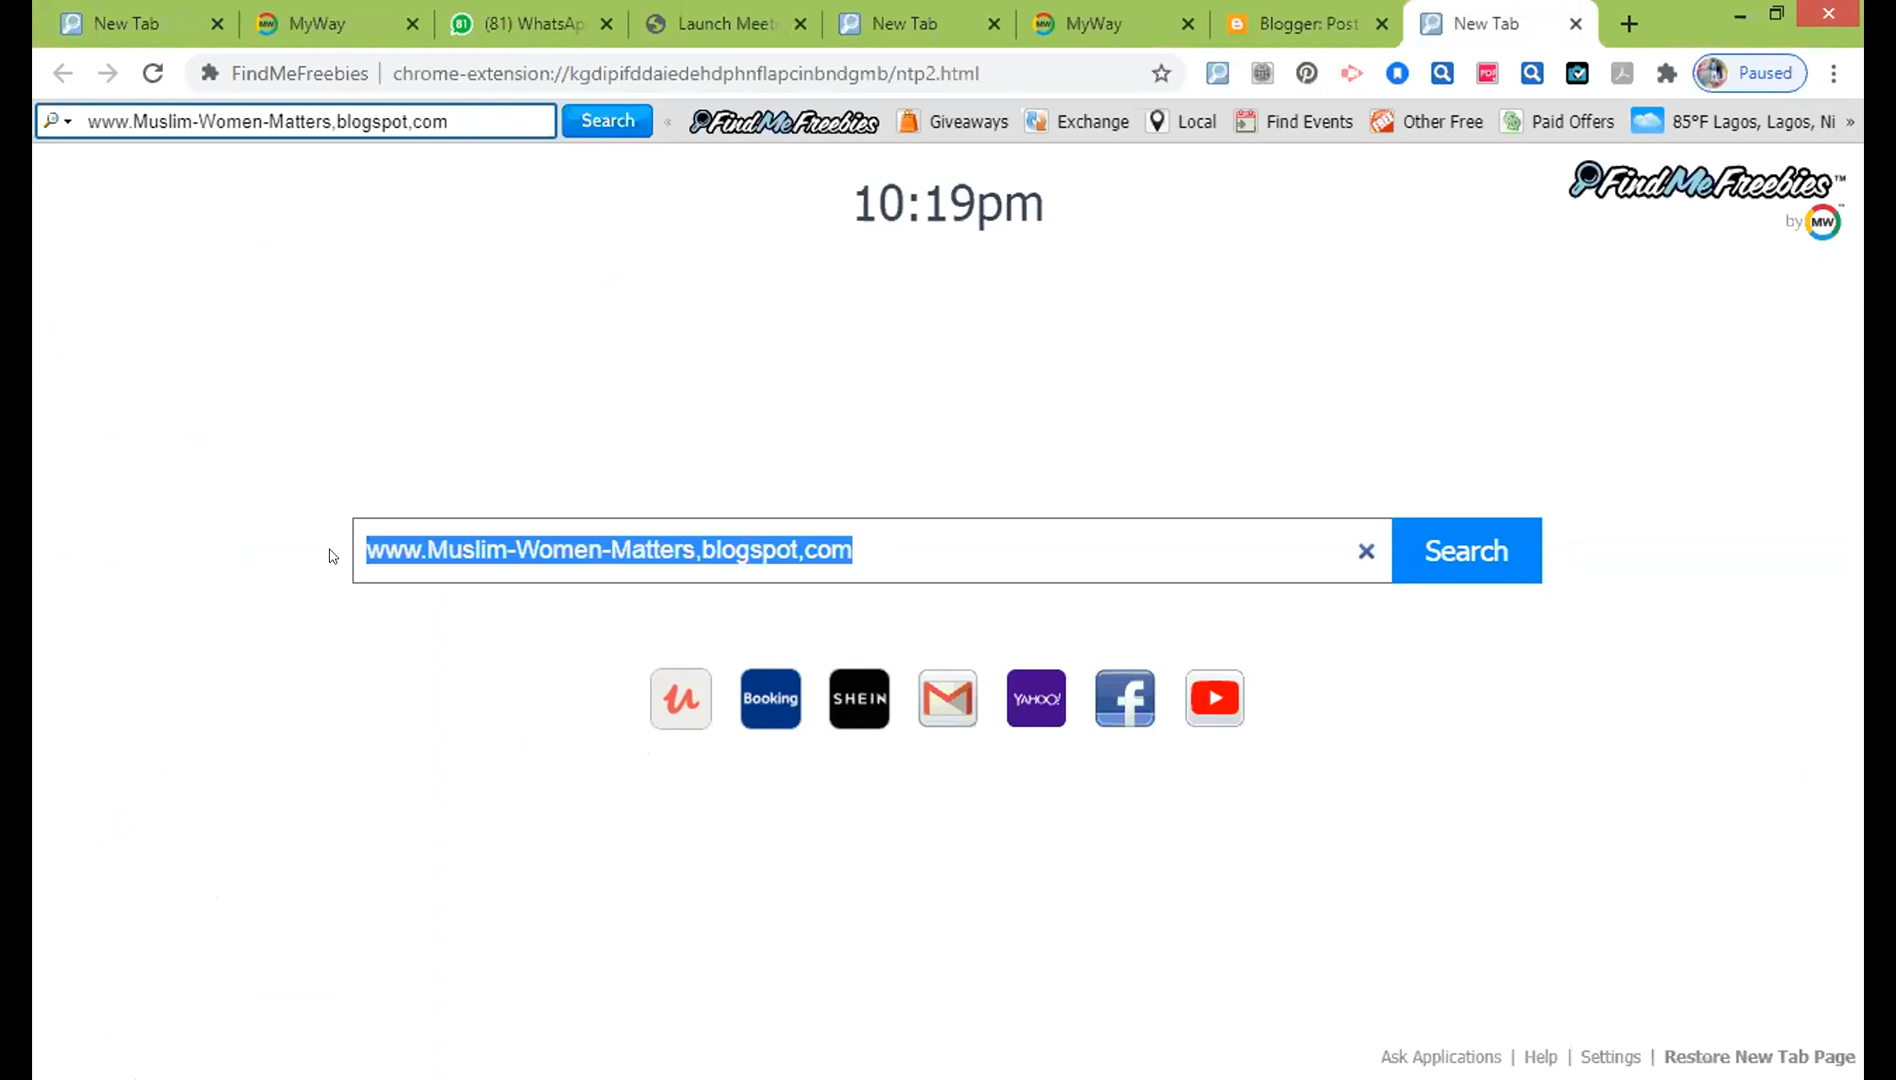 New Tab
MyWay
(81) WhatsAp
Launch Meet
New Tab
MyWay
Blogger: Post
New Tab
FindMeFreebies
chrome-extension://kgdipifddaiedehdphnflapcinbndgmb/ntp2.html
Paused
www.Muslim-Women-Matters,blogspot,com
Search
FindMeFreebies
Giveaways
Exchange
Local
Find Events
Other Free
Paid Offers
85°F Lagos, Lagos, Ni
FindMeFreebies™
by MW
10:19pm
www.Muslim-Women-Matters,blogspot,com
Search
Booking
SHEIN
YAHOO!
Ask Applications | Help | Settings | Restore New Tab Page